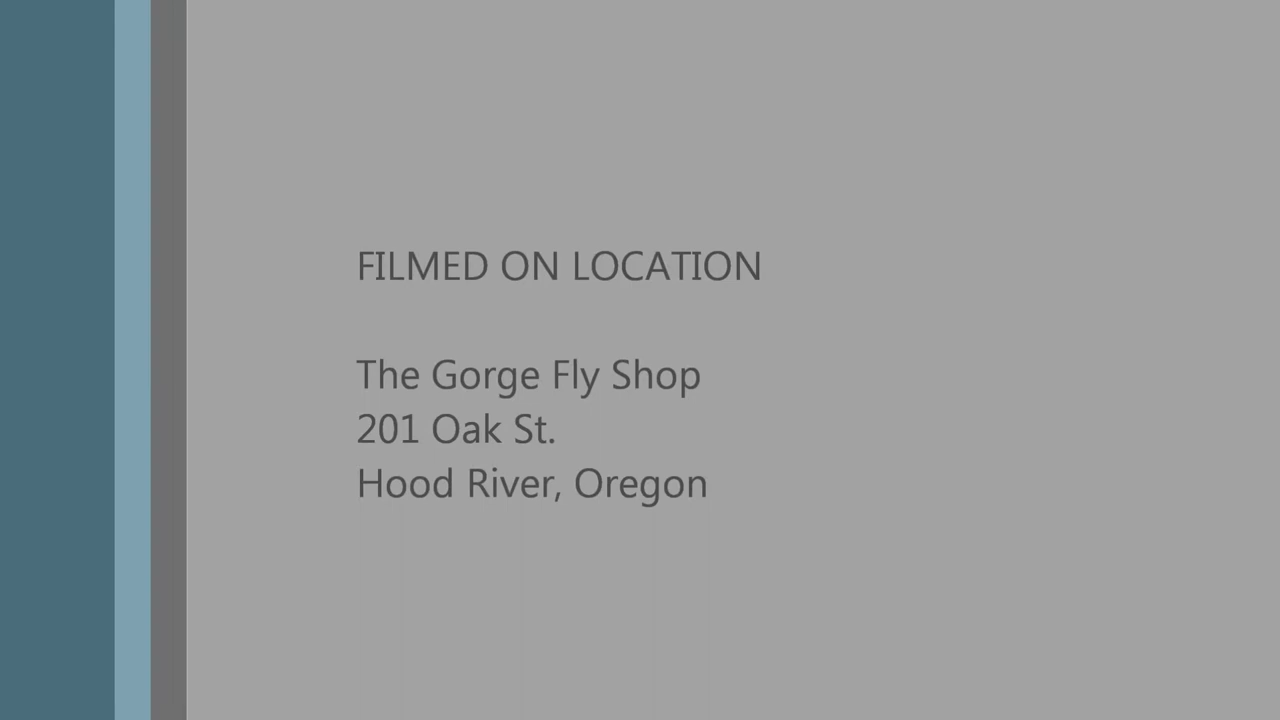 FILMED ON LOCATION
The Gorge Fly Shop
201 Oak St.
Hood River, Oregon